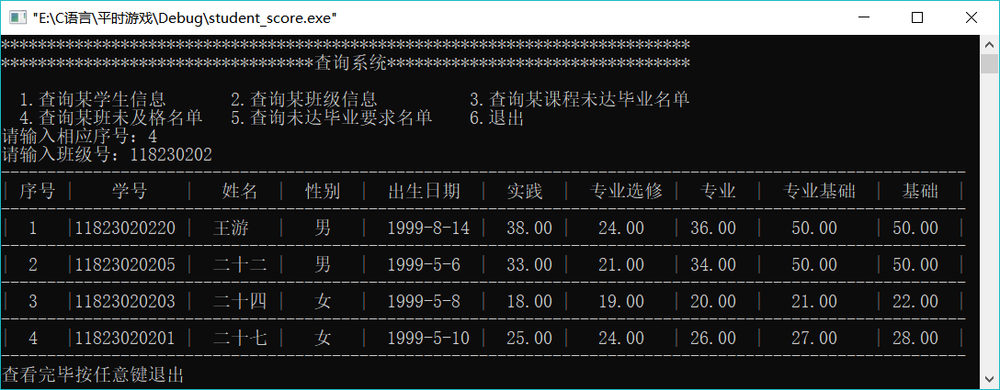 "E:\C语言\平时游戏\Debug\student_score.exe"
***************************************************************************
**********************************查询系统*********************************
1.查询某学生信息 2.查询某班级信息 3.查询某课程未达毕业名单
4.查询某班未及格名单 5.查询未达毕业要求名单 6.退出
请输入相应序号：4
请输入班级号：118230202
| 序号 | 学号 | 姓名 | 性别 | 出生日期 | 实践 | 专业选修 | 专业 | 专业基础 | 基础 |
| 1 |11823020220 | 王游 | 男 | 1999-8-14 | 38.00 | 24.00 | 36.00 | 50.00 | 50.00 |
| 2 |11823020205 | 二十二 | 男 | 1999-5-6 | 33.00 | 21.00 | 34.00 | 50.00 | 50.00 |
| 3 |11823020203 | 二十四 | 女 | 1999-5-8 | 18.00 | 19.00 | 20.00 | 21.00 | 22.00 |
| 4 |11823020201 | 二十七 | 女 | 1999-5-10 | 25.00 | 24.00 | 26.00 | 27.00 | 28.00 |
查看完毕按任意键退出